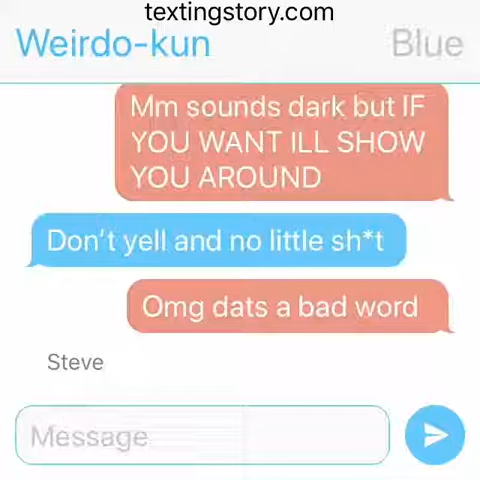 textingstory.com
Weirdo-kun
Blue
Mm sounds dark but IF
YOU WANT ILL SHOW
YOU AROUND
Don't yell and no little sh*t
Omg dats a bad word
Steve
Message